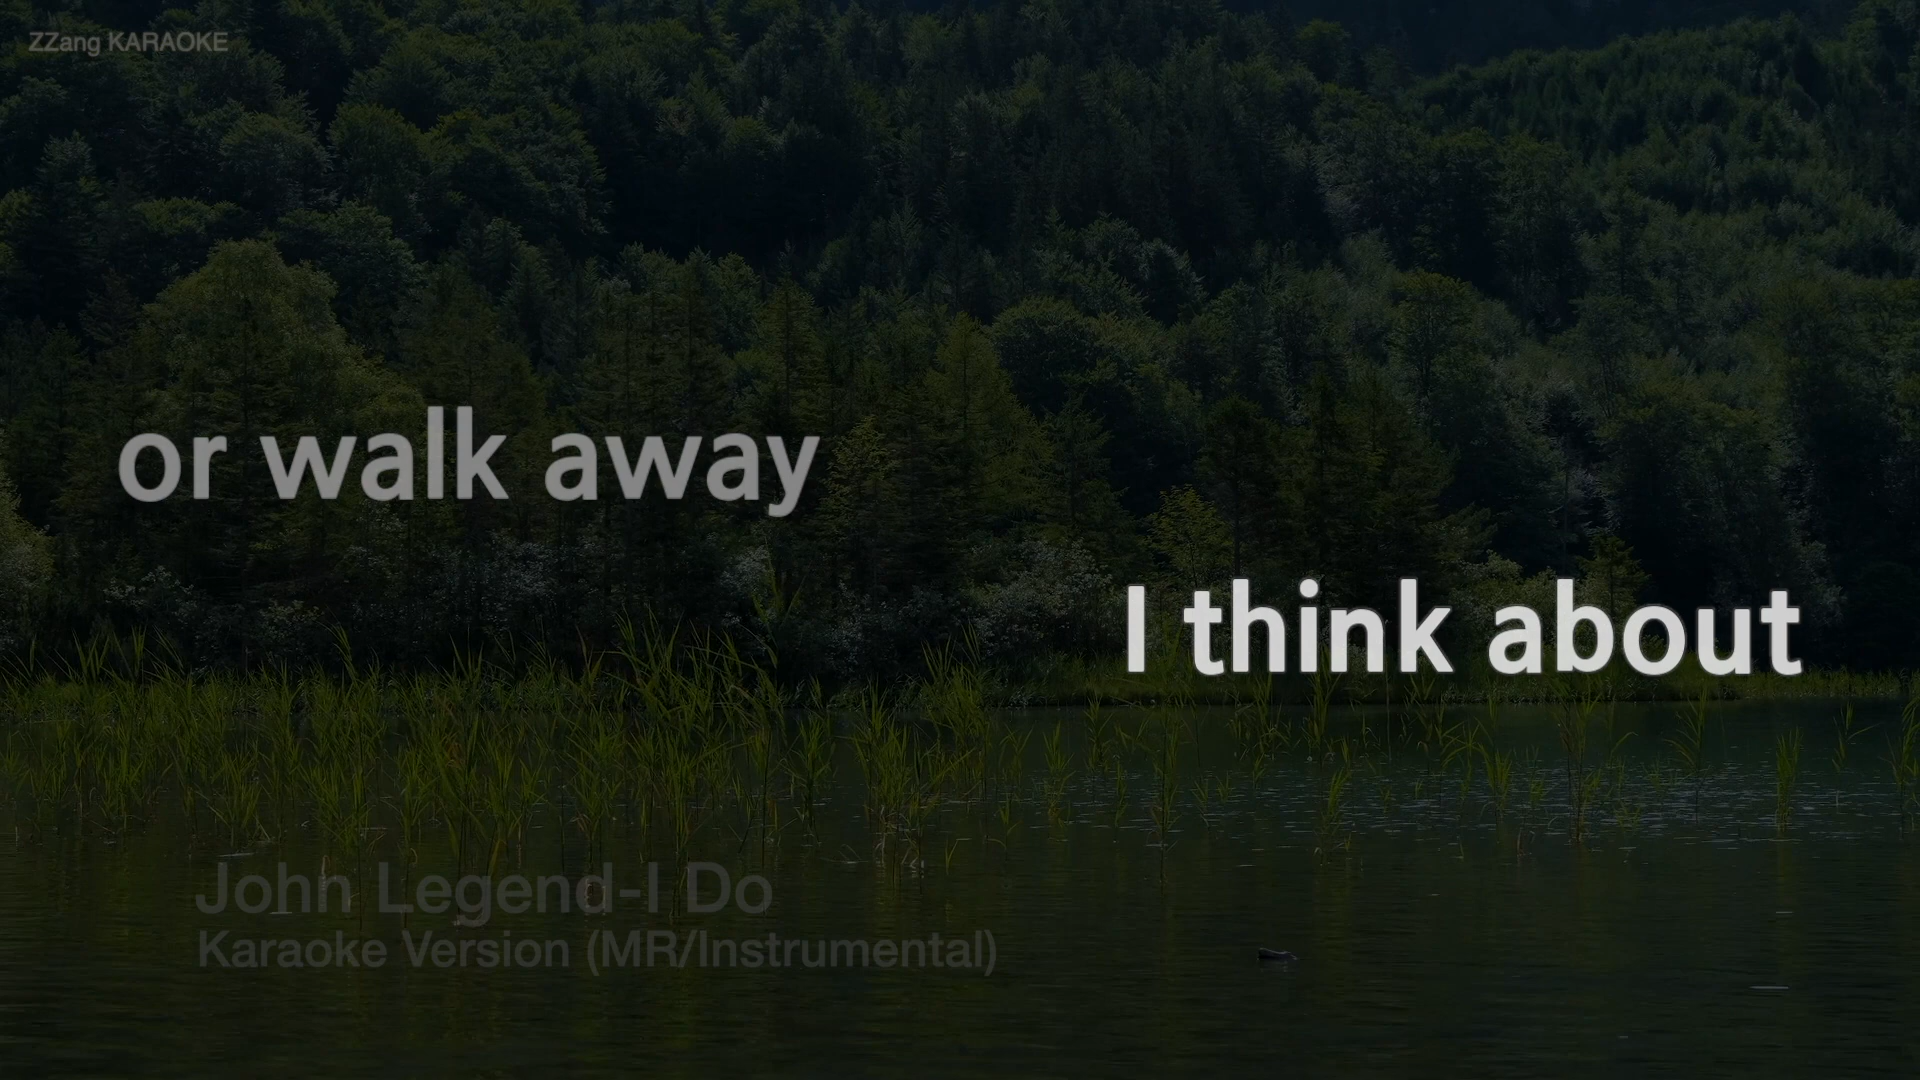 ZZang KARAOKE
or walk away
I think about
John Legend-I Do
Karaoke Version (MR/Instrumental)